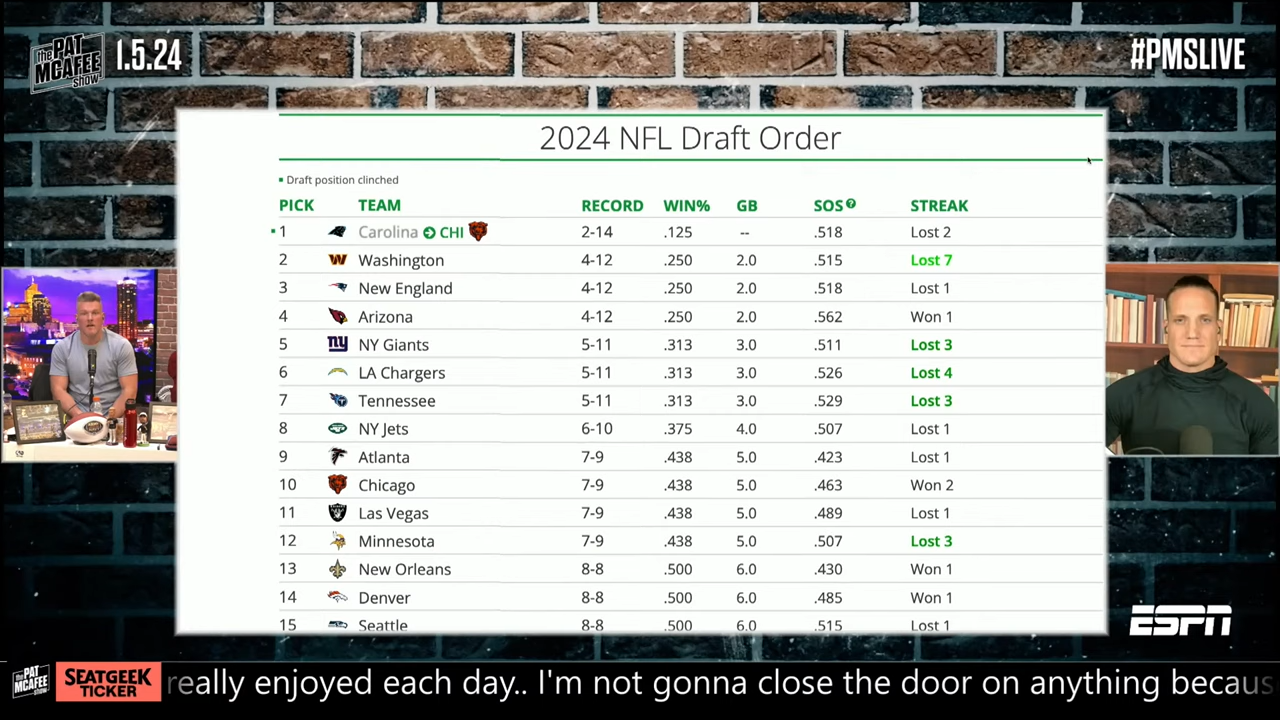 the PAT MCAFEE show
1.5.24
#PMSLIVE
2024 NFL Draft Order
Draft position clinched
PICK TEAM RECORD WIN% GB SOS ? STREAK
1 Carolina CHI 2-14 .125 -- .518 Lost 2
2 Washington 4-12 .250 2.0 .515 Lost 7
3 New England 4-12 .250 2.0 .518 Lost 1
4 Arizona 4-12 .250 2.0 .562 Won 1
5 NY Giants 5-11 .313 3.0 .511 Lost 3
6 LA Chargers 5-11 .313 3.0 .526 Lost 4
7 Tennessee 5-11 .313 3.0 .529 Lost 3
8 NY Jets 6-10 .375 4.0 .507 Lost 1
9 Atlanta 7-9 .438 5.0 .423 Lost 1
10 Chicago 7-9 .438 5.0 .463 Won 2
11 Las Vegas 7-9 .438 5.0 .489 Lost 1
12 Minnesota 7-9 .438 5.0 .507 Lost 3
13 New Orleans 8-8 .500 6.0 .430 Won 1
14 Denver 8-8 .500 6.0 .485 Won 1
15 Seattle 8-8 .500 6.0 .515 Lost 1
ESPN
the PAT MCAFEE show SEATGEEK TICKER really enjoyed each day.. I'm not gonna close the door on anything becaus